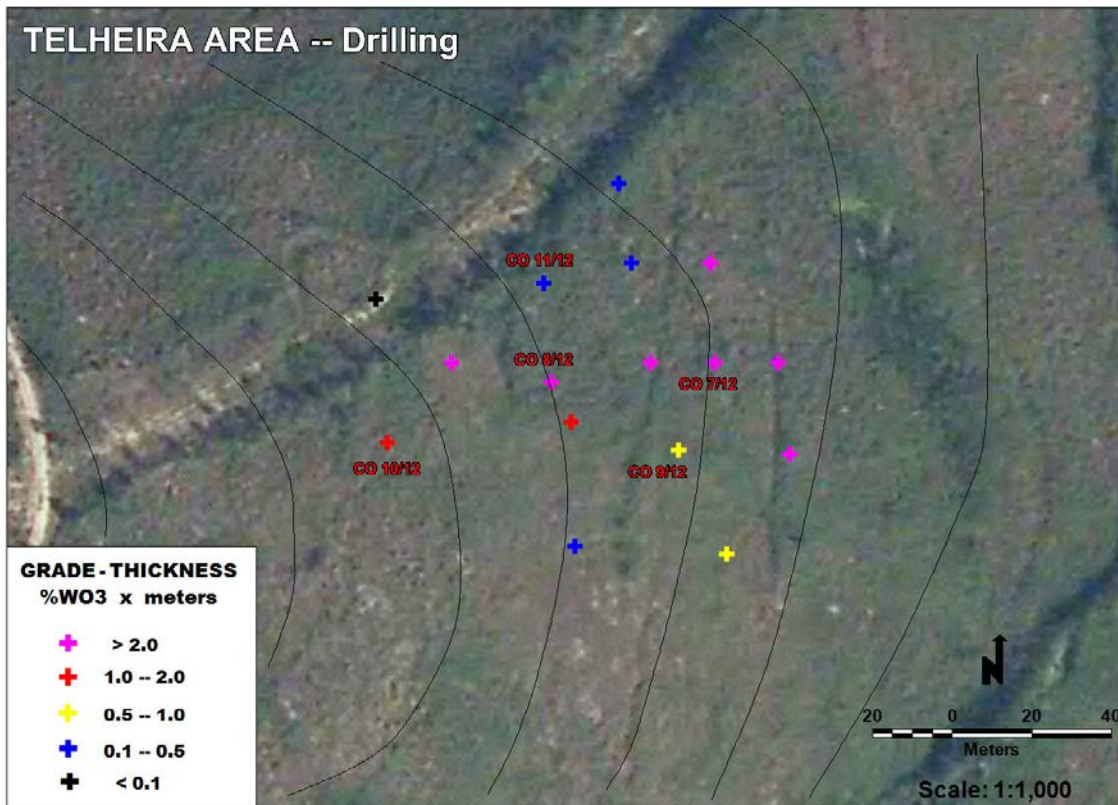 TELHEIRA AREA -- Drilling
CO 11/12
CO 8/12
CO 7/12
CO 10/12
CO 9/12
GRADE - THICKNESS
%WO3 x meters
> 2.0
1.0 -- 2.0
0.5 -- 1.0
0.1 -- 0.5
< 0.1
N
20 0 20 40
Meters
Scale: 1:1,000